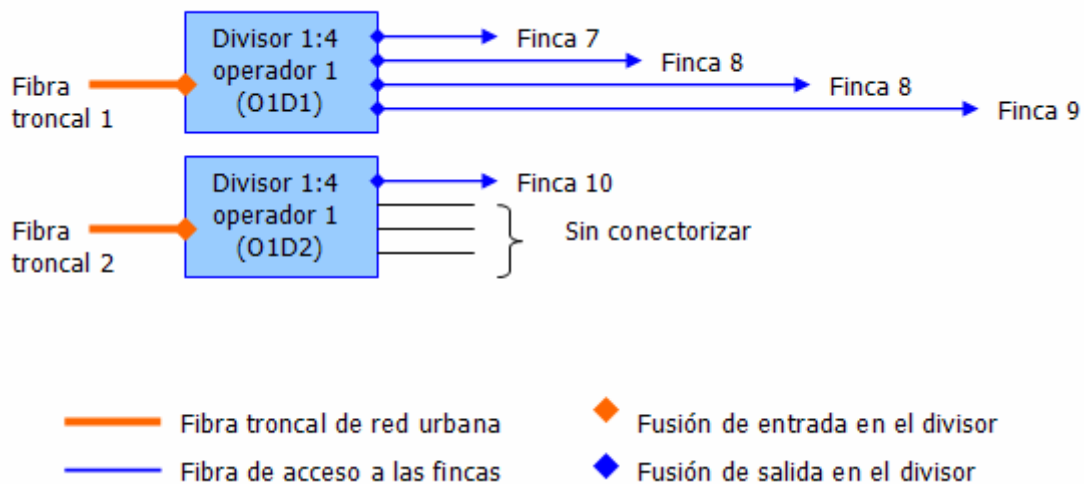 Fibra
troncal 1
Divisor 1:4
operador 1
(O1D1)
Finca 7
Finca 8
Finca 8
Finca 9
Fibra
troncal 2
Divisor 1:4
operador 1
(O1D2)
Finca 10
Sin conectorizar
Fibra troncal de red urbana
Fusión de entrada en el divisor
Fibra de acceso a las fincas
Fusión de salida en el divisor